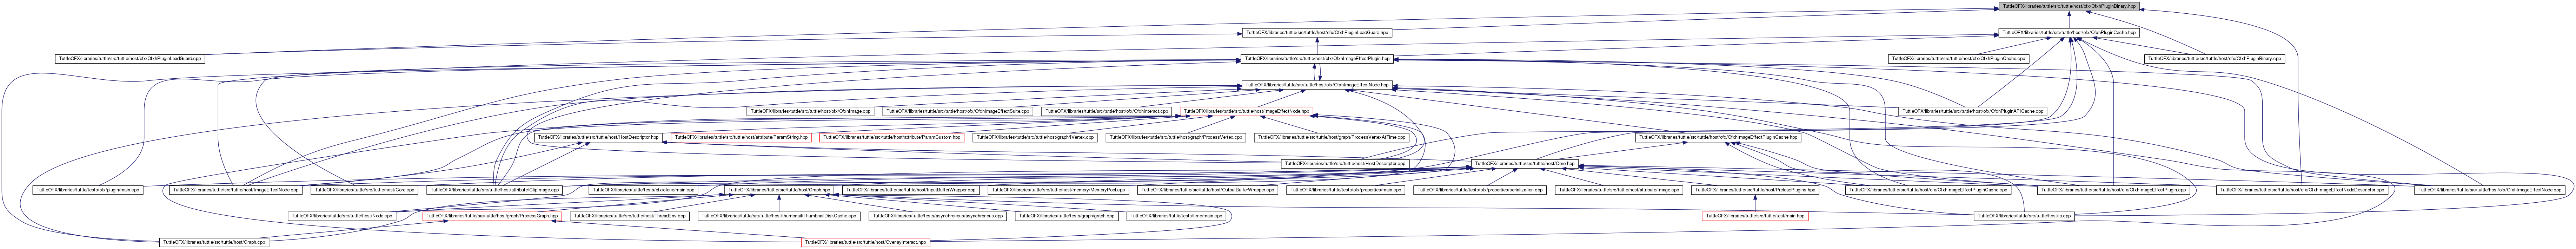 TuttleOFX/libraries/tuttle/src/tuttle/host/ofx/OfxhPluginBinary.hpp
TuttleOFX/libraries/tuttle/src/tuttle/host/ofx/OfxhPluginLoadGuard.hpp
TuttleOFX/libraries/tuttle/src/tuttle/host/ofx/OfxhPluginCache.hpp
TuttleOFX/libraries/tuttle/src/tuttle/host/ofx/OfxhPluginLoadGuard.cpp
TuttleOFX/libraries/tuttle/src/tuttle/host/ofx/OfxhImageEffectPlugin.hpp
TuttleOFX/libraries/tuttle/src/tuttle/host/ofx/OfxhPluginCache.cpp
TuttleOFX/libraries/tuttle/src/tuttle/host/ofx/OfxhPluginBinary.cpp
TuttleOFX/libraries/tuttle/src/tuttle/host/ofx/OfxhImageEffectNode.hpp
TuttleOFX/libraries/tuttle/src/tuttle/host/ofx/OfxhImage.cpp
TuttleOFX/libraries/tuttle/src/tuttle/host/ofx/OfxhImageEffectSuite.cpp
TuttleOFX/libraries/tuttle/src/tuttle/host/ofx/OfxhInteract.cpp
TuttleOFX/libraries/tuttle/src/tuttle/host/ImageEffectNode.hpp
TuttleOFX/libraries/tuttle/src/tuttle/host/ofx/OfxhPluginAPICache.cpp
TuttleOFX/libraries/tuttle/src/tuttle/host/HostDescriptor.hpp
TuttleOFX/libraries/tuttle/src/tuttle/host/attribute/ParamString.hpp
TuttleOFX/libraries/tuttle/src/tuttle/host/attribute/ParamCustom.hpp
TuttleOFX/libraries/tuttle/src/tuttle/host/graph/IVertex.cpp
TuttleOFX/libraries/tuttle/src/tuttle/host/graph/ProcessVertex.cpp
TuttleOFX/libraries/tuttle/src/tuttle/host/graph/ProcessVertexAtTime.cpp
TuttleOFX/libraries/tuttle/src/tuttle/host/ofx/OfxhImageEffectPluginCache.hpp
TuttleOFX/libraries/tuttle/src/tuttle/host/HostDescriptor.cpp
TuttleOFX/libraries/tuttle/src/tuttle/host/Core.hpp
TuttleOFX/libraries/tuttle/tests/ofx/plugin/main.cpp
TuttleOFX/libraries/tuttle/src/tuttle/host/ImageEffectNode.cpp
TuttleOFX/libraries/tuttle/src/tuttle/host/Core.cpp
TuttleOFX/libraries/tuttle/src/tuttle/host/attribute/ClipImage.cpp
TuttleOFX/libraries/tuttle/tests/ofx/clone/main.cpp
TuttleOFX/libraries/tuttle/src/tuttle/host/Graph.hpp
TuttleOFX/libraries/tuttle/src/tuttle/host/InputBufferWrapper.cpp
TuttleOFX/libraries/tuttle/src/tuttle/host/memory/MemoryPool.cpp
TuttleOFX/libraries/tuttle/src/tuttle/host/OutputBufferWrapper.cpp
TuttleOFX/libraries/tuttle/tests/ofx/properties/main.cpp
TuttleOFX/libraries/tuttle/tests/ofx/properties/serialization.cpp
TuttleOFX/libraries/tuttle/src/tuttle/host/attribute/Image.cpp
TuttleOFX/libraries/tuttle/src/tuttle/host/PreloadPlugins.hpp
TuttleOFX/libraries/tuttle/src/tuttle/host/ofx/OfxhImageEffectPluginCache.cpp
TuttleOFX/libraries/tuttle/src/tuttle/host/ofx/OfxhImageEffectPlugin.cpp
TuttleOFX/libraries/tuttle/src/tuttle/host/ofx/OfxhImageEffectNodeDescriptor.cpp
TuttleOFX/libraries/tuttle/src/tuttle/host/ofx/OfxhImageEffectNode.cpp
TuttleOFX/libraries/tuttle/src/tuttle/host/Node.cpp
TuttleOFX/libraries/tuttle/src/tuttle/host/graph/ProcessGraph.hpp
TuttleOFX/libraries/tuttle/src/tuttle/host/ThreadEnv.cpp
TuttleOFX/libraries/tuttle/src/tuttle/host/thumbnail/ThumbnailDiskCache.cpp
TuttleOFX/libraries/tuttle/tests/asynchronous/asynchronous.cpp
TuttleOFX/libraries/tuttle/tests/graph/graph.cpp
TuttleOFX/libraries/tuttle/tests/time/main.cpp
TuttleOFX/libraries/tuttle/src/tuttle/test/main.hpp
TuttleOFX/libraries/tuttle/src/tuttle/host/io.cpp
TuttleOFX/libraries/tuttle/src/tuttle/host/Graph.cpp
TuttleOFX/libraries/tuttle/src/tuttle/host/OverlayInteract.hpp